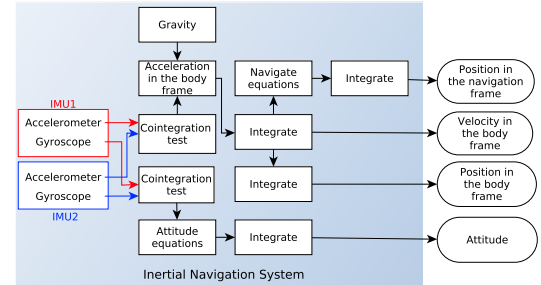 Gravity
Acceleration
in the body
frame
Navigate
equations
Integrate
Position in
the navigation
frame
IMU1
Accelerometer
Gyroscope
Cointegration
test
Integrate
Velocity in
the body
frame
Accelerometer
Gyroscope
IMU2
Cointegration
test
Integrate
Position in
the body
frame
Attitude
equations
Integrate
Attitude
Inertial Navigation System